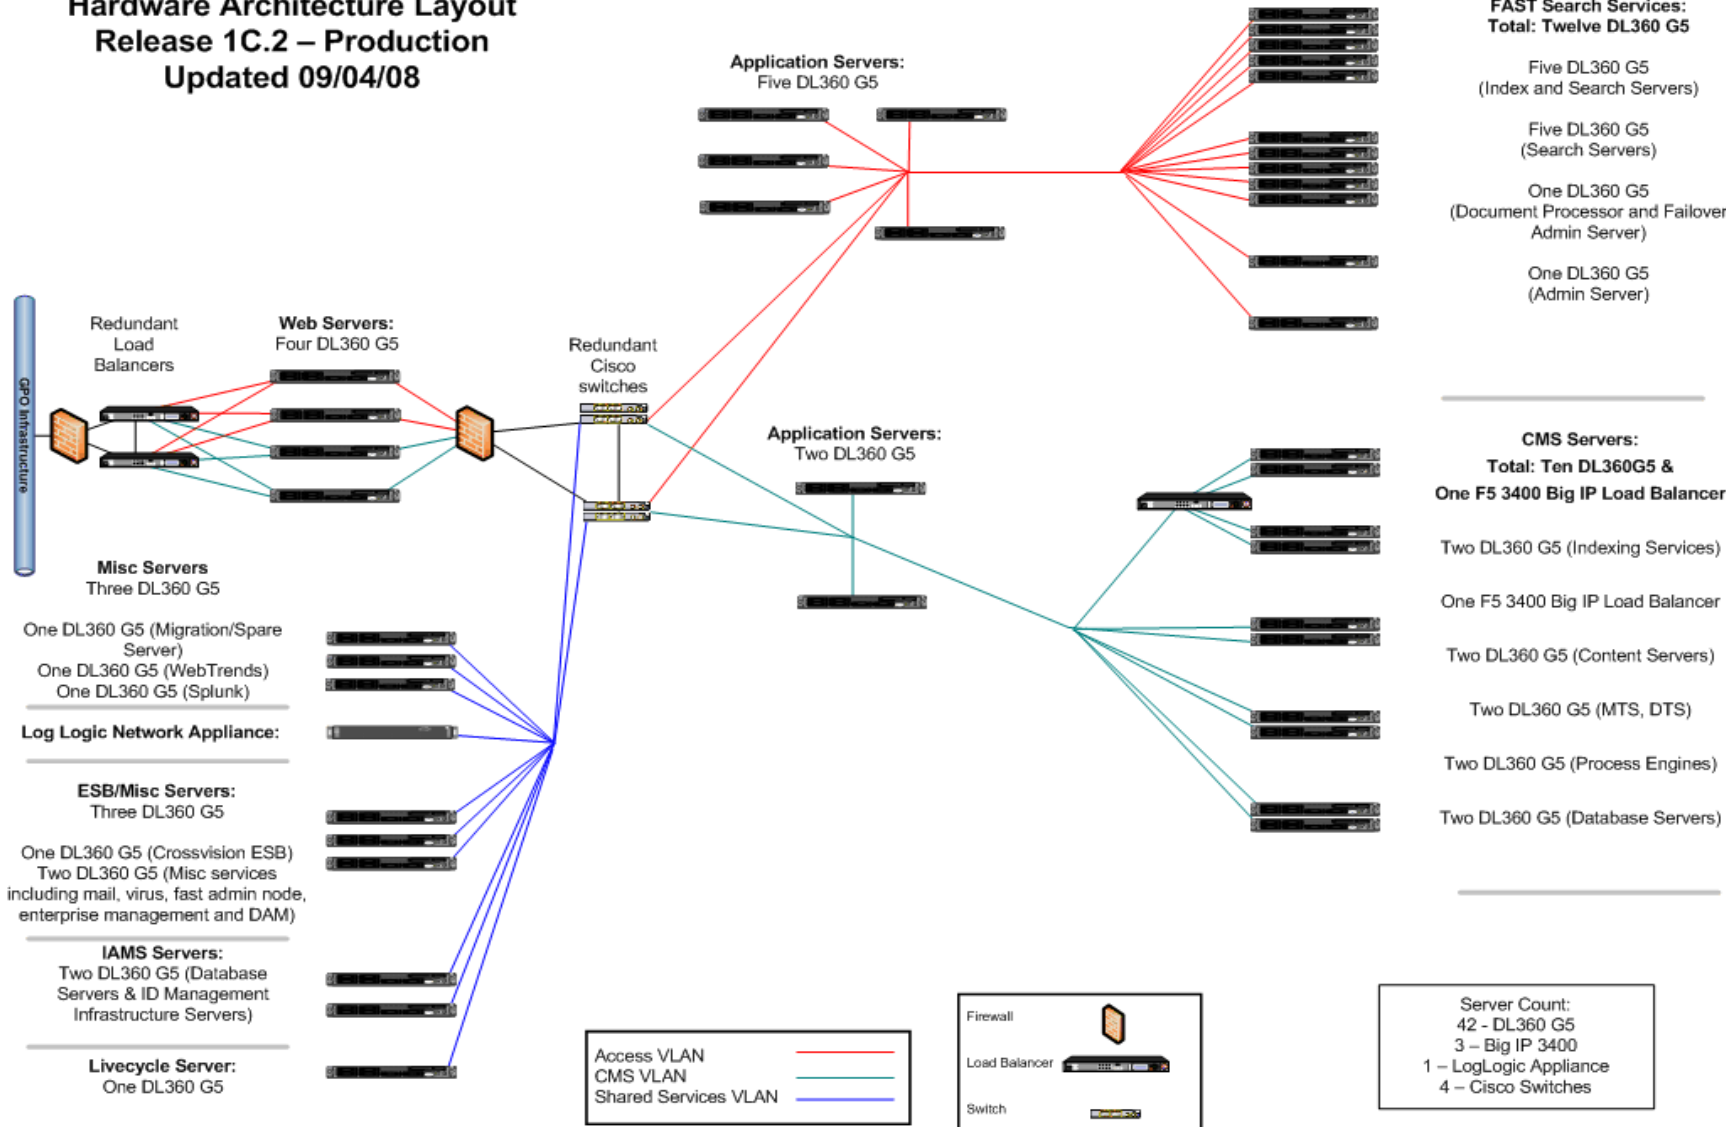 Hardware Architecture Layout
Release 1C.2 – Production
Updated 09/04/08
Application Servers:
Five DL360 G5
FAST Search Services:
Total: Twelve DL360 G5
Five DL360 G5
(Index and Search Servers)
Five DL360 G5
(Search Servers)
One DL360 G5
(Document Processor and Failover
Admin Server)
One DL360 G5
(Admin Server)
GPO Infrastructure
Redundant
Load
Balancers
Web Servers:
Four DL360 G5
Redundant
Cisco
switches
Application Servers:
Two DL360 G5
CMS Servers:
Total: Ten DL360G5 &
One F5 3400 Big IP Load Balancer
Two DL360 G5 (Indexing Services)
One F5 3400 Big IP Load Balancer
Two DL360 G5 (Content Servers)
Two DL360 G5 (MTS, DTS)
Two DL360 G5 (Process Engines)
Two DL360 G5 (Database Servers)
Misc Servers
Three DL360 G5
One DL360 G5 (Migration/Spare
Server)
One DL360 G5 (WebTrends)
One DL360 G5 (Splunk)
Log Logic Network Appliance:
ESB/Misc Servers:
Three DL360 G5
One DL360 G5 (Crossvision ESB)
Two DL360 G5 (Misc services
including mail, virus, fast admin node,
enterprise management and DAM)
IAMS Servers:
Two DL360 G5 (Database
Servers & ID Management
Infrastructure Servers)
Livecycle Server:
One DL360 G5
Access VLAN
CMS VLAN
Shared Services VLAN
Firewall
Load Balancer
Switch
Server Count:
42 - DL360 G5
3 – Big IP 3400
1 – LogLogic Appliance
4 – Cisco Switches